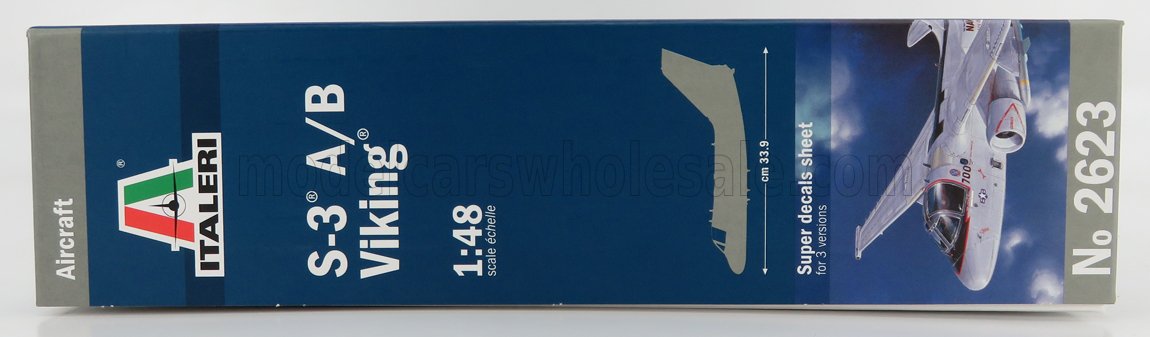 Aircraft
ITALERI
®
S-3® A/B
Viking®
1:48
scale échelle
cm 33.9
Super decals sheet
for 3 versions
No 2623
NA
700
modelcarswholesale.com